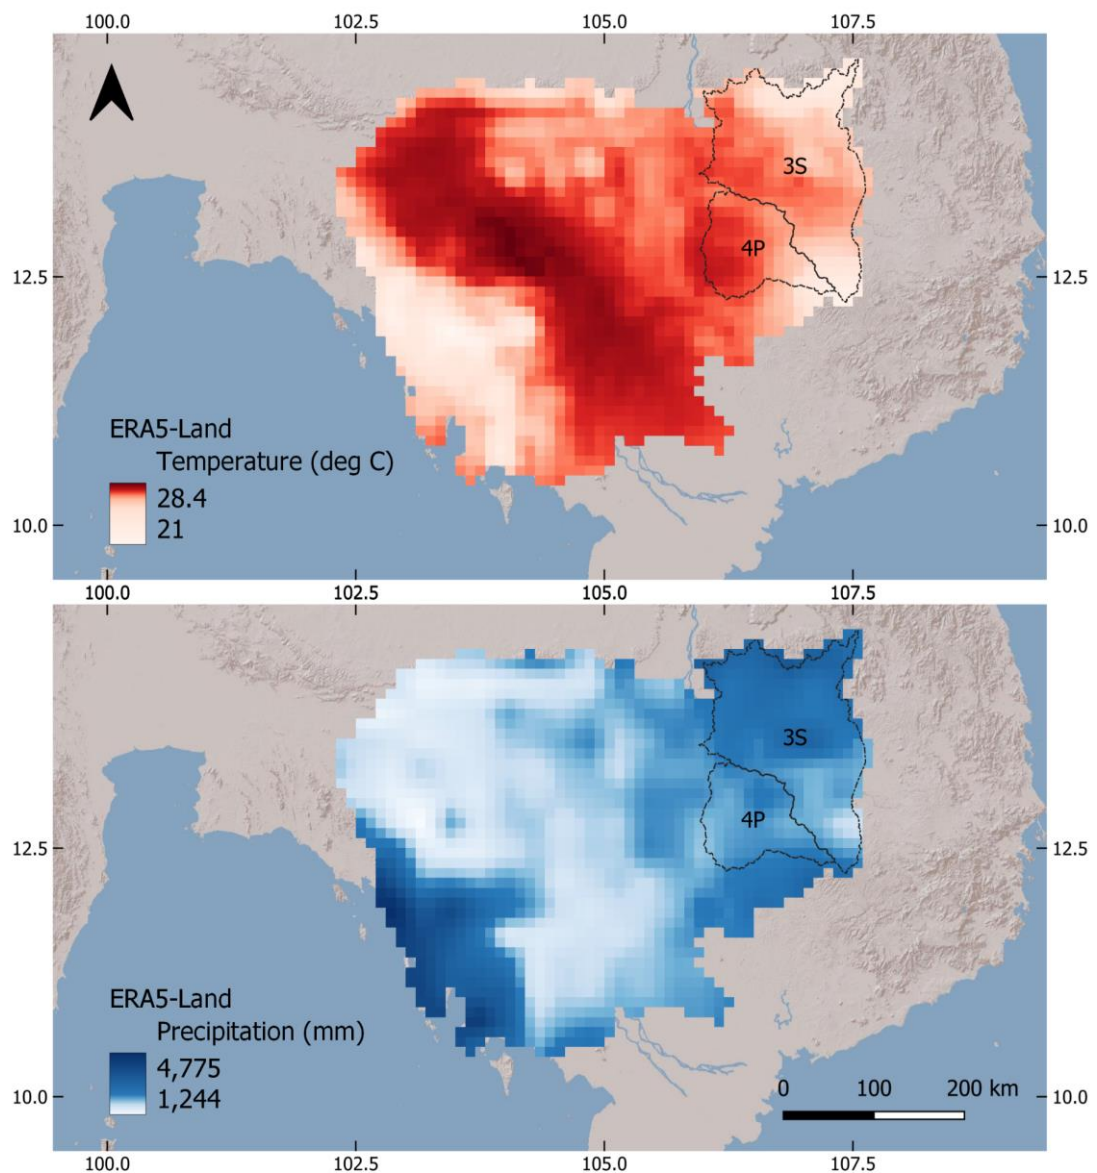 100.0 102.5 105.0 107.5
3S
4P
12.5 12.5
ERA5-Land
Temperature (deg C)
28.4
21
10.0 10.0
100.0 102.5 105.0 107.5
3S
4P
12.5 12.5
ERA5-Land
Precipitation (mm)
4,775
1,244
0 100 200 km
10.0 10.0
100.0 102.5 105.0 107.5